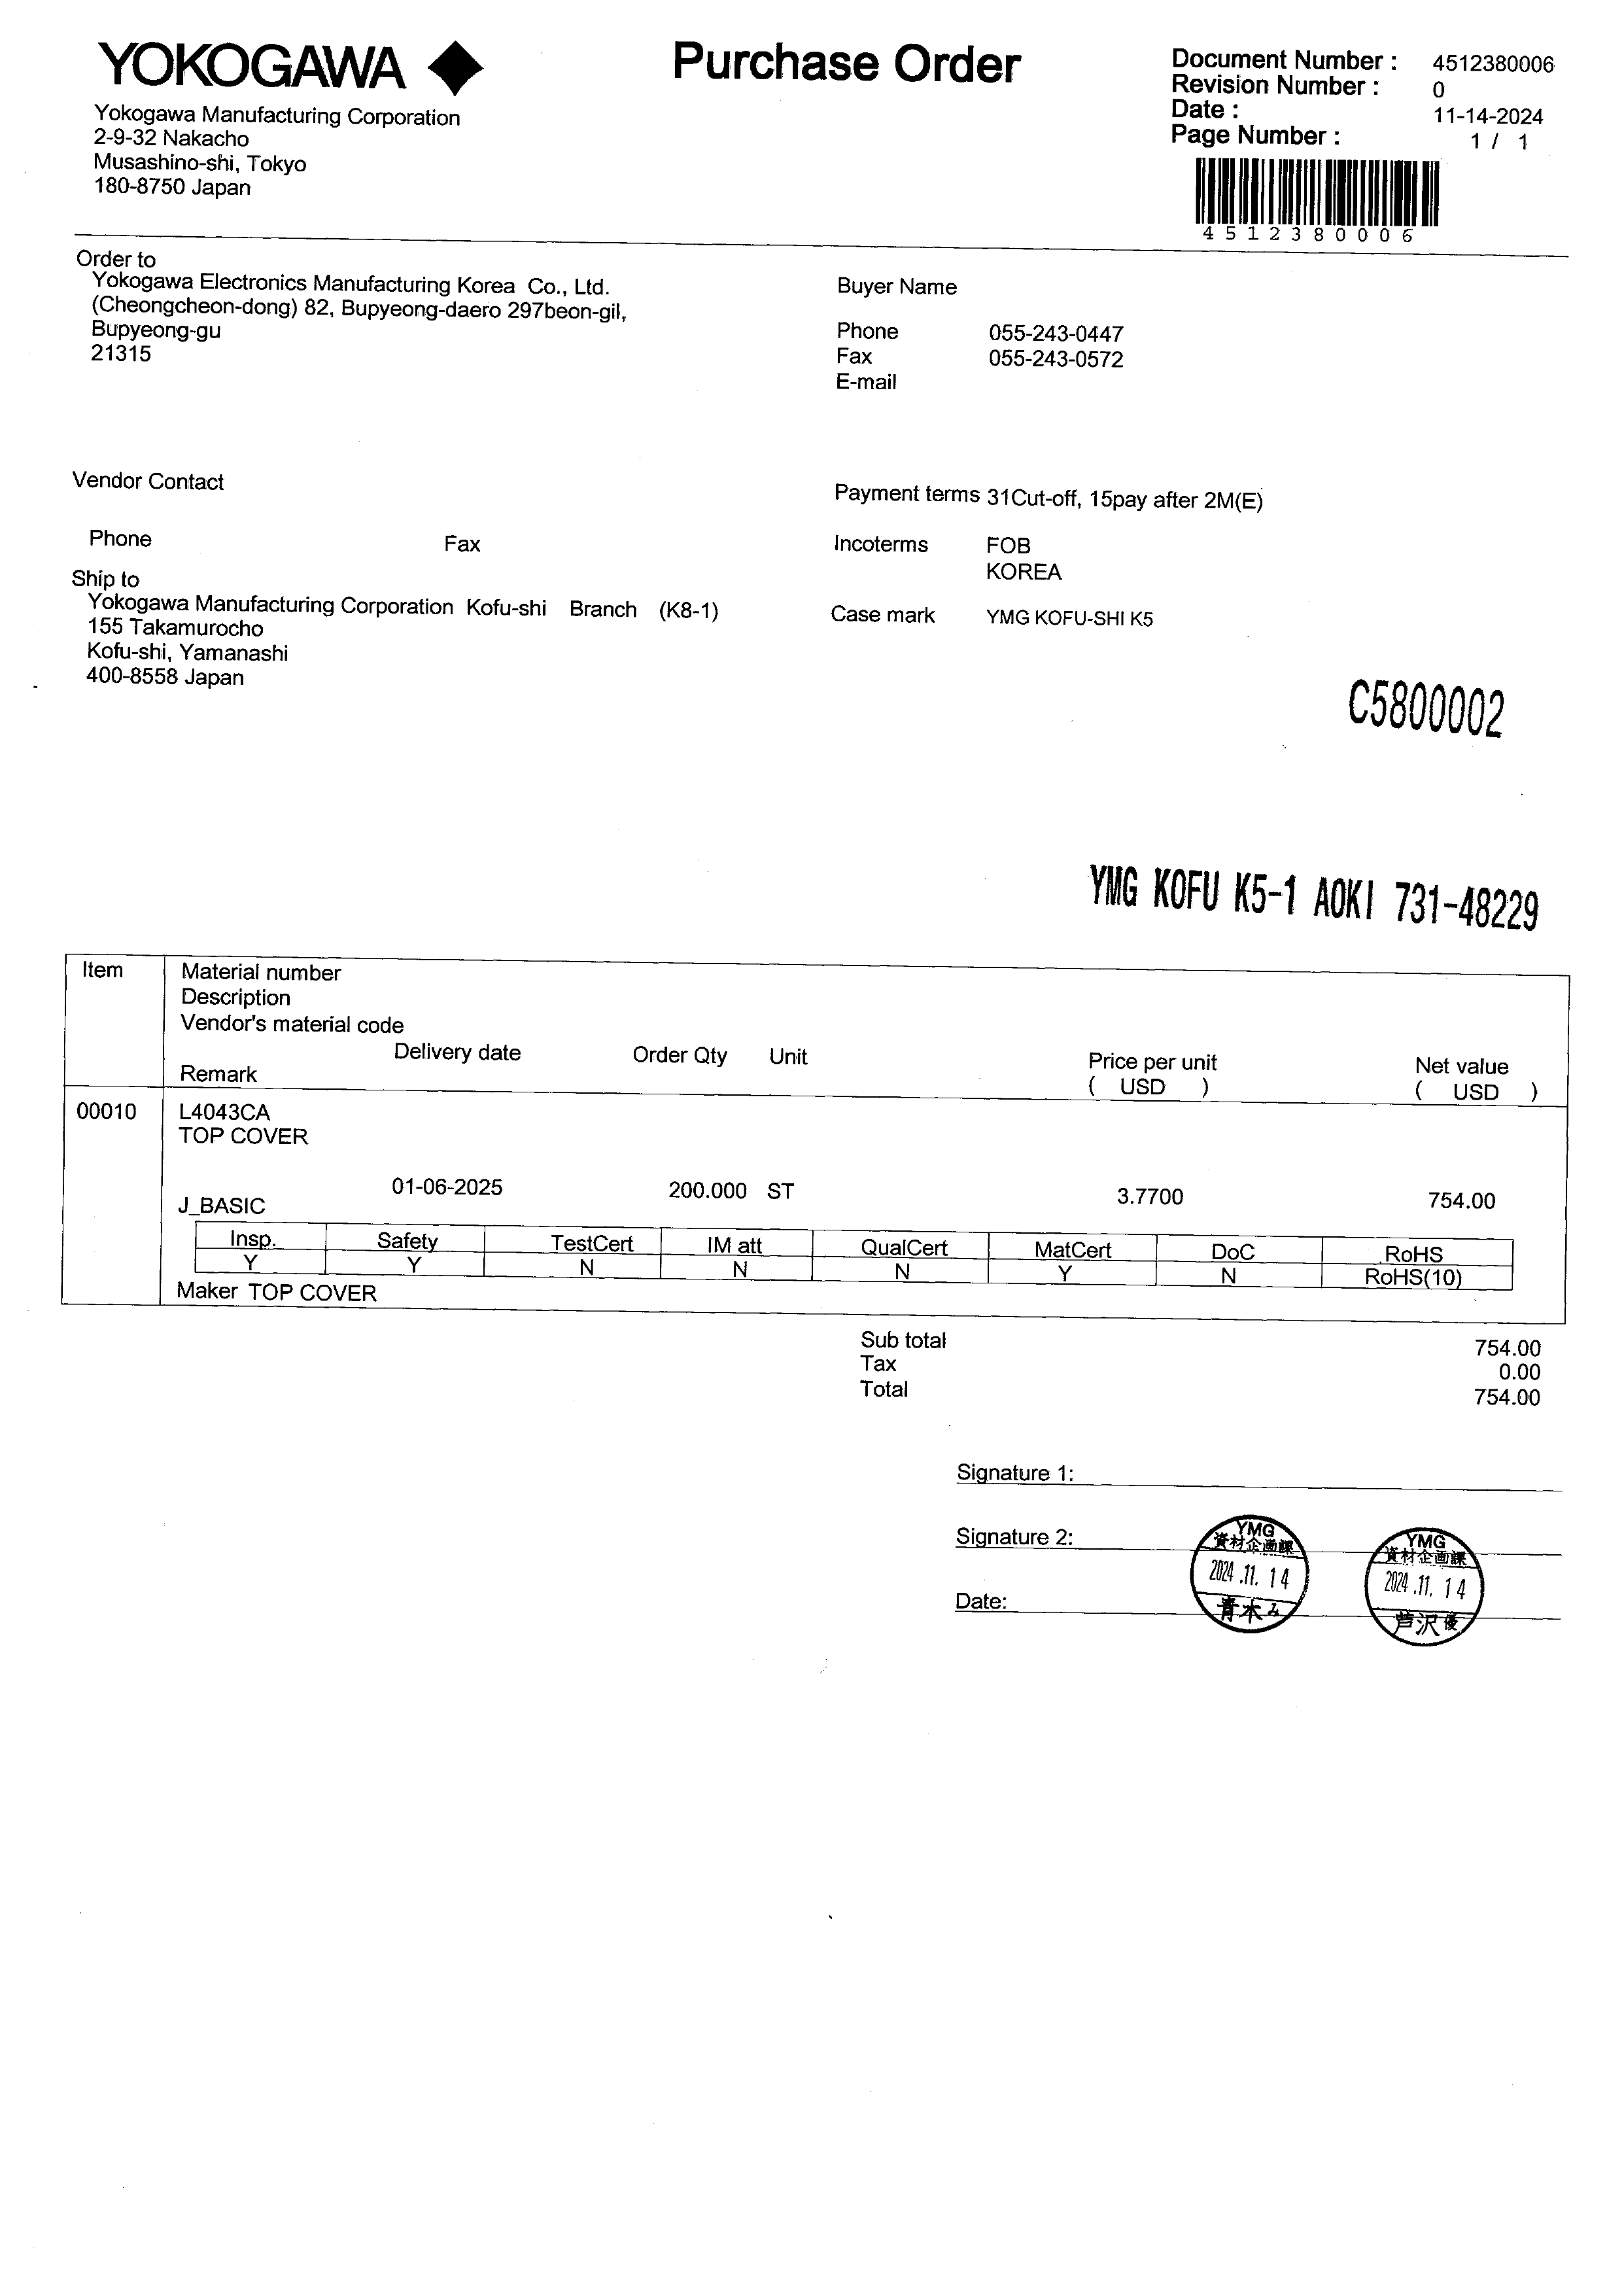 YOKOGAWA
Purchase Order
Document Number : 4512380006
Revision Number : 0
Date : 11-14-2024
Page Number : 1 / 1
4512380006
Yokogawa Manufacturing Corporation
2-9-32 Nakacho
Musashino-shi, Tokyo
180-8750 Japan
Order to
Yokogawa Electronics Manufacturing Korea Co., Ltd.
(Cheongcheon-dong) 82, Bupyeong-daero 297beon-gil,
Bupyeong-gu
21315
Buyer Name
Phone 055-243-0447
Fax 055-243-0572
E-mail
Vendor Contact
Phone Fax
Payment terms 31Cut-off, 15pay after 2M(E)
Incoterms FOB
KOREA
Case mark YMG KOFU-SHI K5
Ship to
Yokogawa Manufacturing Corporation Kofu-shi Branch (K8-1)
155 Takamurocho
Kofu-shi, Yamanashi
400-8558 Japan
C5800002
YMG KOFU K5-1 AOKI 731-48229
Item Material number
Description
Vendor's material code
Delivery date Order Qty Unit Price per unit Net value
Remark ( USD ) ( USD )
00010 L4043CA
TOP COVER
01-06-2025 200.000 ST 3.7700 754.00
J_BASIC
Insp. Safety TestCert IM att QualCert MatCert DoC RoHS
Y Y N N N Y N RoHS(10)
Maker TOP COVER
Sub total 754.00
Tax 0.00
Total 754.00
Signature 1:
Signature 2:
Date:
YMG
資材企画課
2024.11.14
青木み
YMG
資材企画課
2024.11.14
芦沢優